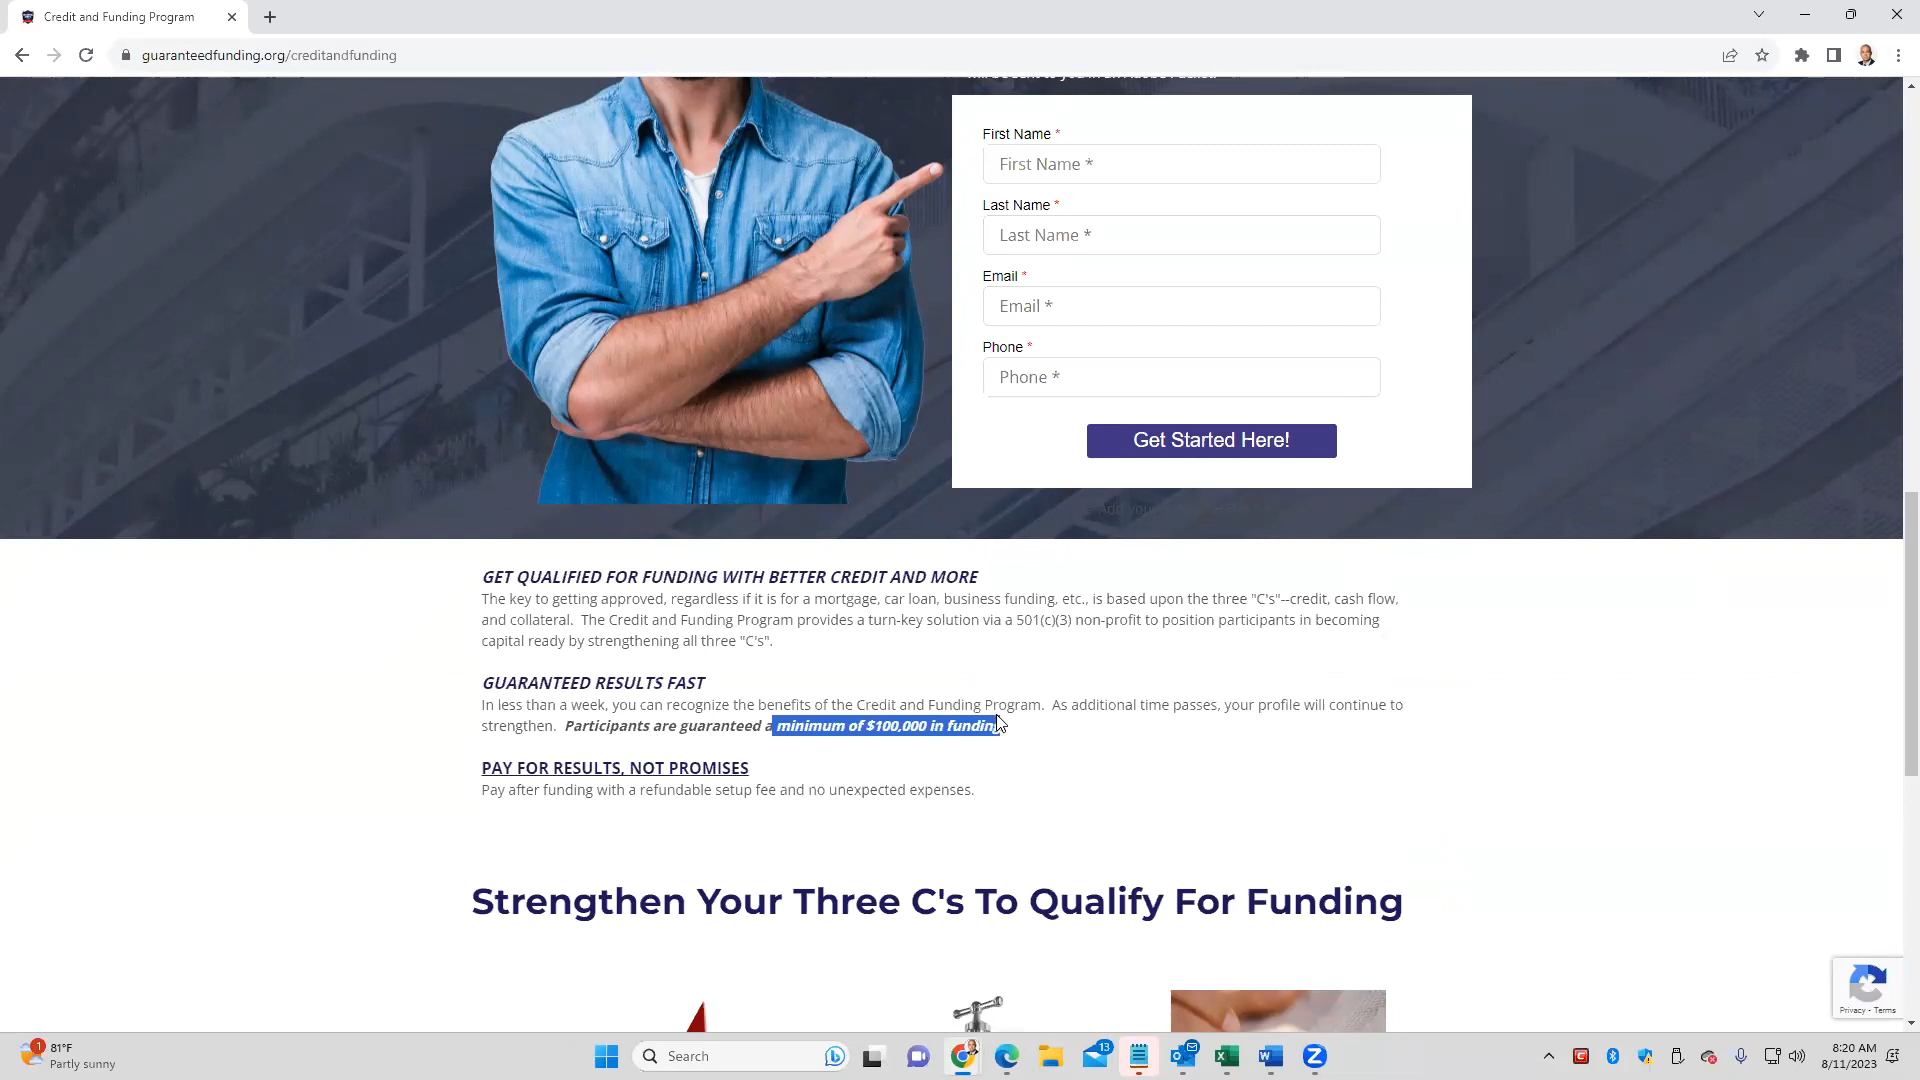 Credit and Funding Program
guaranteedfunding.org/creditandfunding
First Name *
First Name *
Last Name *
Last Name *
Email *
Email *
Phone *
Phone *
Get Started Here!
Add your
GET QUALIFIED FOR FUNDING WITH BETTER CREDIT AND MORE
The key to getting approved, regardless if it is for a mortgage, car loan, business funding, etc., is based upon the three "C's"--credit, cash flow,
and collateral. The Credit and Funding Program provides a turn-key solution via a 501(c)(3) non-profit to position participants in becoming
capital ready by strengthening all three "C's".
GUARANTEED RESULTS FAST
In less than a week, you can recognize the benefits of the Credit and Funding Program. As additional time passes, your profile will continue to
strengthen. Participants are guaranteed a minimum of $100,000 in funding
PAY FOR RESULTS, NOT PROMISES
Pay after funding with a refundable setup fee and no unexpected expenses.
Strengthen Your Three C's To Qualify For Funding
Privacy - Terms
1
81°F
Partly sunny
Search
13
8:20 AM
8/11/2023